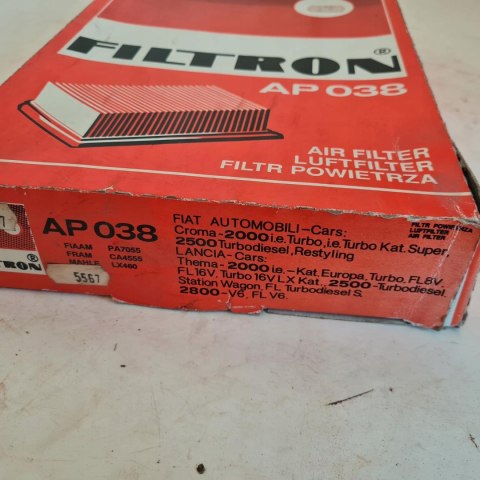 FILTRON®
AP 038
AIR FILTER
LUFTFILTER
FILTR POWIETRZA
AP 038
FIAAM PA7055
FRAM CA4555
MAHLE LX460
5567
TRON
FIAT AUTOMOBILI-Cars:
Croma-2000 i.e. Turbo, i.e. Turbo Kat. Super,
2500 Turbodiesel, Restyling
LANCIA-Cars:
Thema-2000 i.e.-Kat. Europa, Turbo, FL 8V,
FL 16V, Turbo 16V LX Kat., 2500-Turbodiesel,
Station Wagon, FL Turbodiesel S.
2800-V6, FL V6.
FILTR POWIETRZA
LUFTFILTER
AIR FILTER